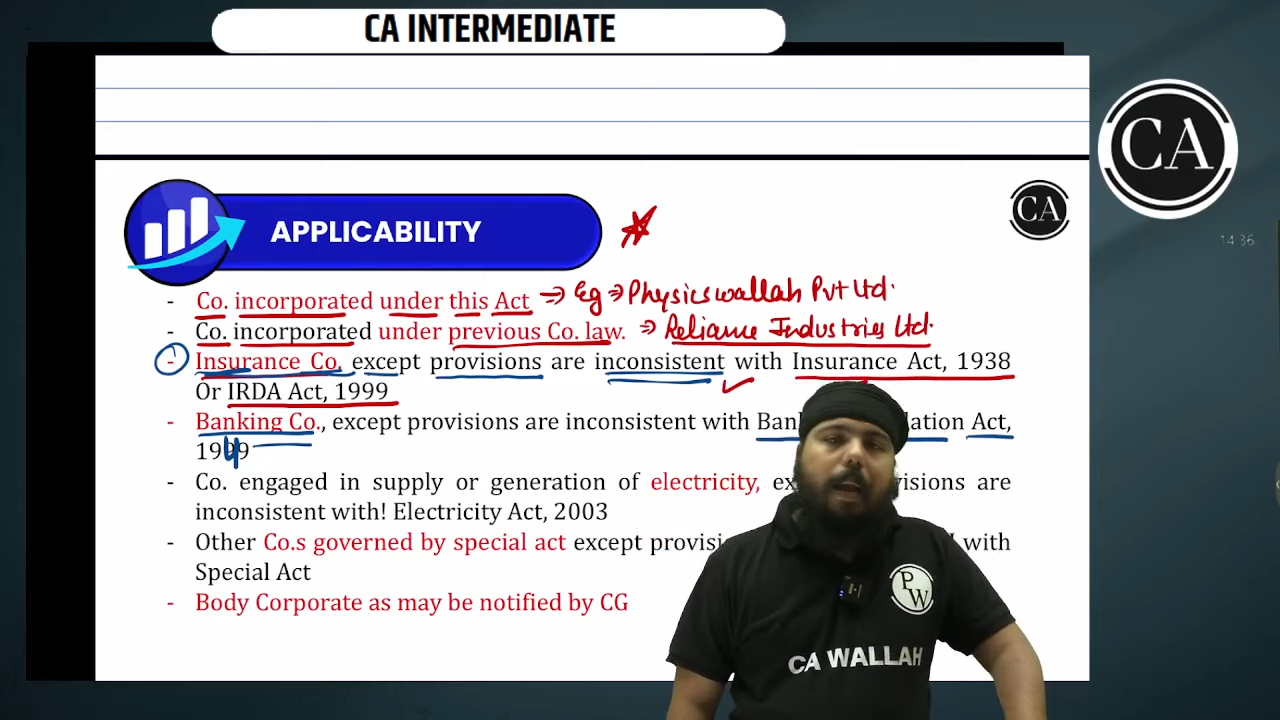 CA INTERMEDIATE
CA
APPLICABILITY
CA
14 36
- Co. incorporated under this Act → Eg → Physicswallah Pvt Ltd.
- Co. incorporated under previous Co. law. → Reliance Industries Ltd.
1
- Insurance Co. except provisions are inconsistent with Insurance Act, 1938
Or IRDA Act, 1999
- Banking Co., except provisions are inconsistent with Act,
1949
- Co. engaged in supply or generation of electricity, are
inconsistent with! Electricity Act, 2003
- Other Co.s governed by special act except with
Special Act
- Body Corporate as may be notified by CG
PW
CA WALLAH